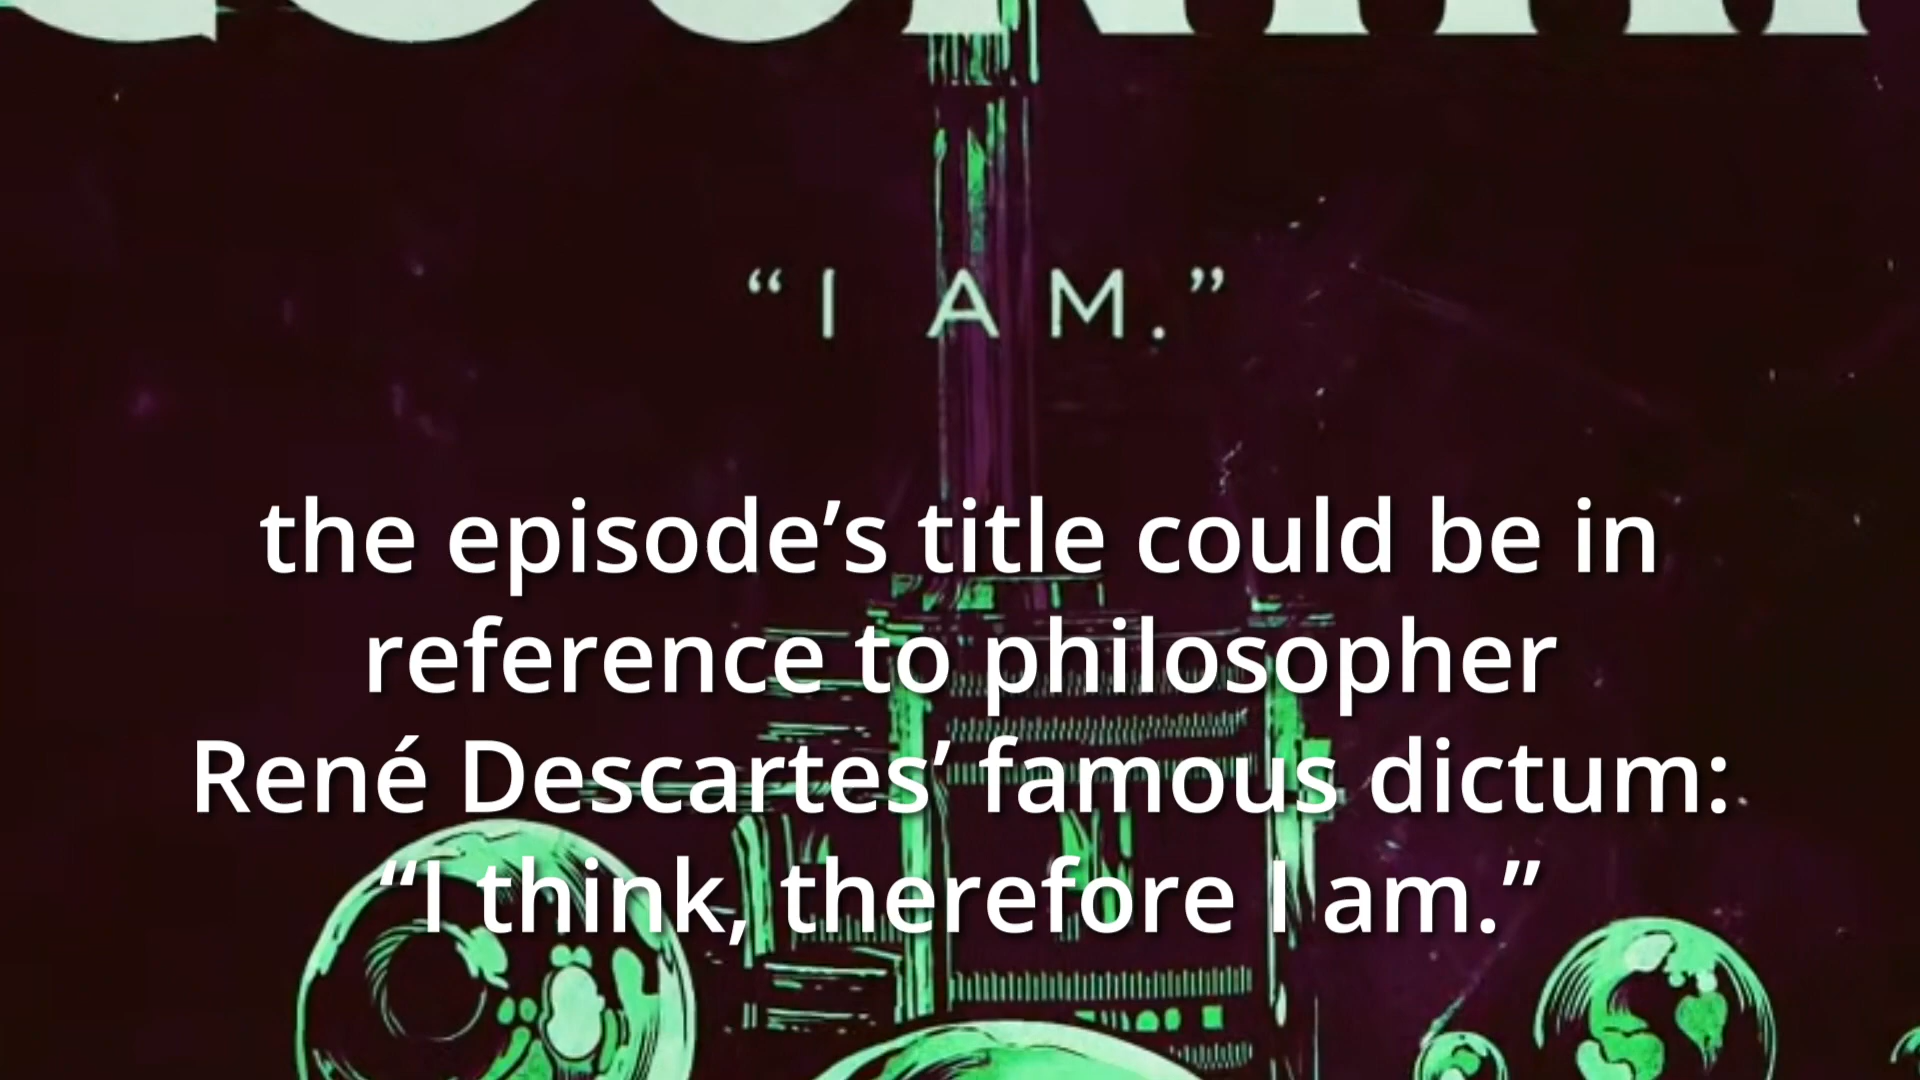 “I AM.”
the episode’s title could be in
reference to philosopher
René Descartes’ famous dictum:
“I think, therefore I am.”